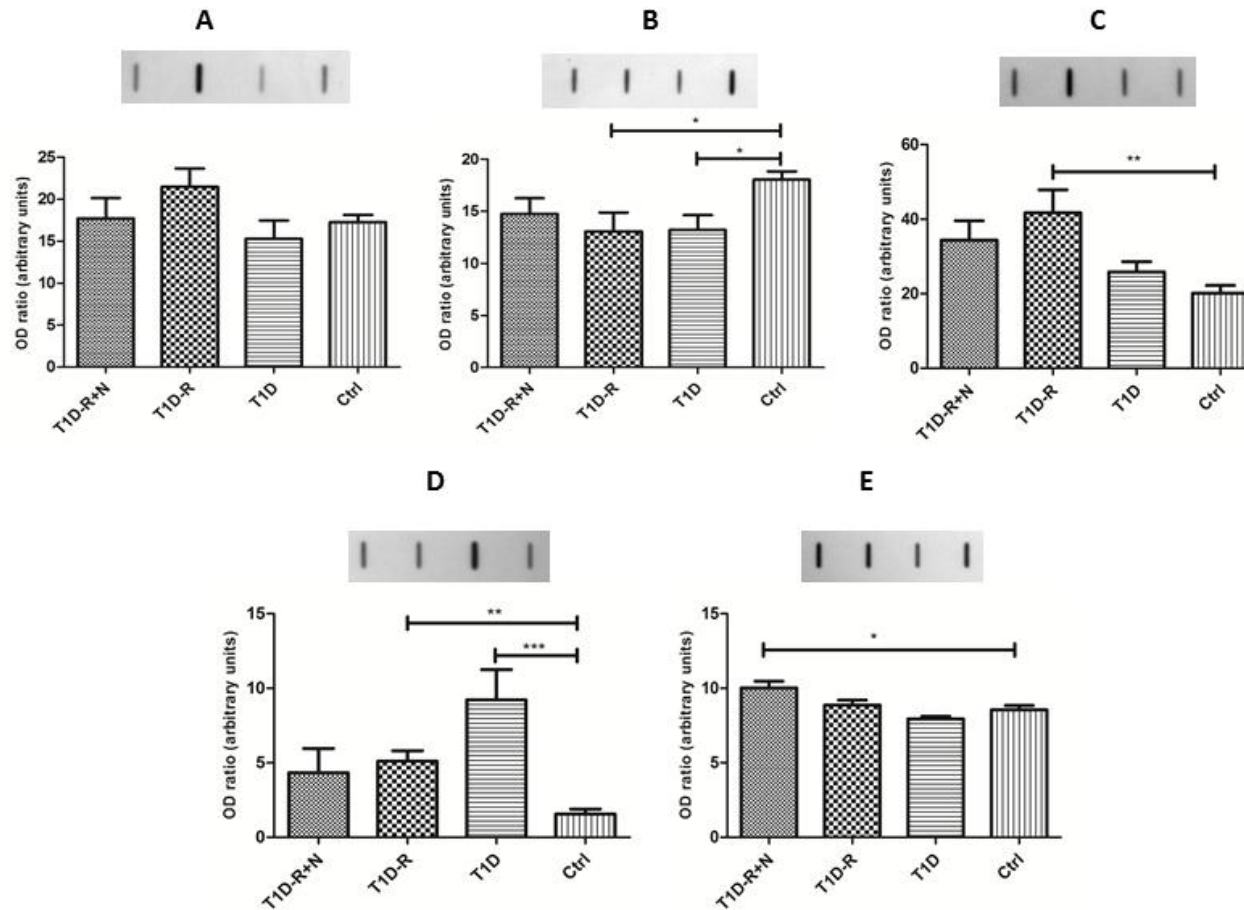 A
OD ratio (arbitrary units)
25
20
15
10
5
0
T1D-R+N
T1D-R
T1D
Ctrl
B
*
*
OD ratio (arbitrary units)
20
15
10
5
0
T1D-R+N
T1D-R
T1D
Ctrl
C
**
OD ratio (arbitrary units)
60
40
20
0
T1D-R+N
T1D-R
T1D
Ctrl
D
**
***
OD ratio (arbitrary units)
15
10
5
0
T1D-R+N
T1D-R
T1D
Ctrl
E
*
OD ratio (arbitrary units)
15
10
5
0
T1D-R+N
T1D-R
T1D
Ctrl